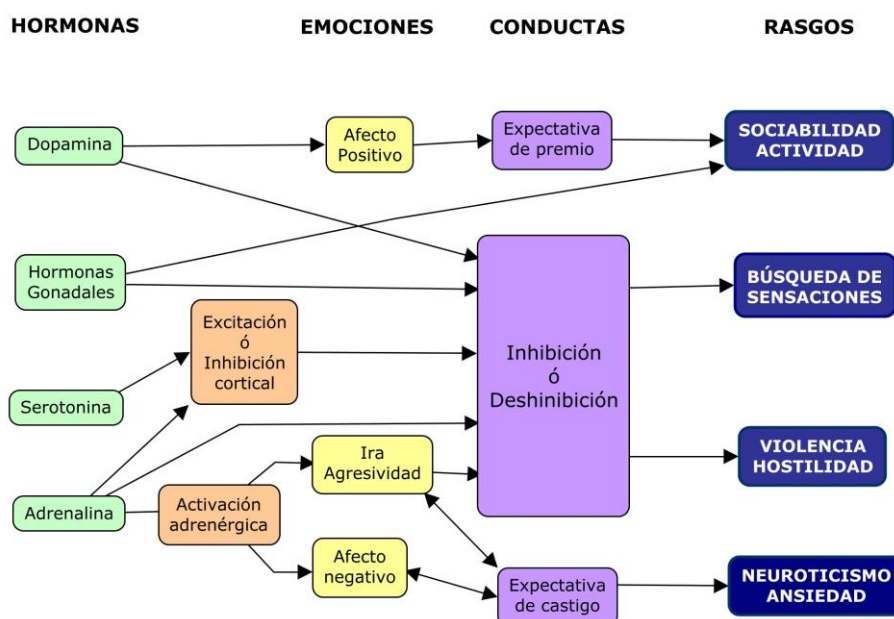 HORMONAS
EMOCIONES
CONDUCTAS
RASGOS
Dopamina
Afecto
Positivo
Expectativa
de premio
SOCIABILIDAD
ACTIVIDAD
Hormonas
Gonadales
BÚSQUEDA DE
SENSACIONES
Excitación
ó
Inhibición
cortical
Inhibición
ó
Deshinibición
Serotonina
Ira
Agresividad
VIOLENCIA
HOSTILIDAD
Adrenalina
Activación
adrenérgica
Afecto
negativo
Expectativa
de castigo
NEUROTICISMO
ANSIEDAD